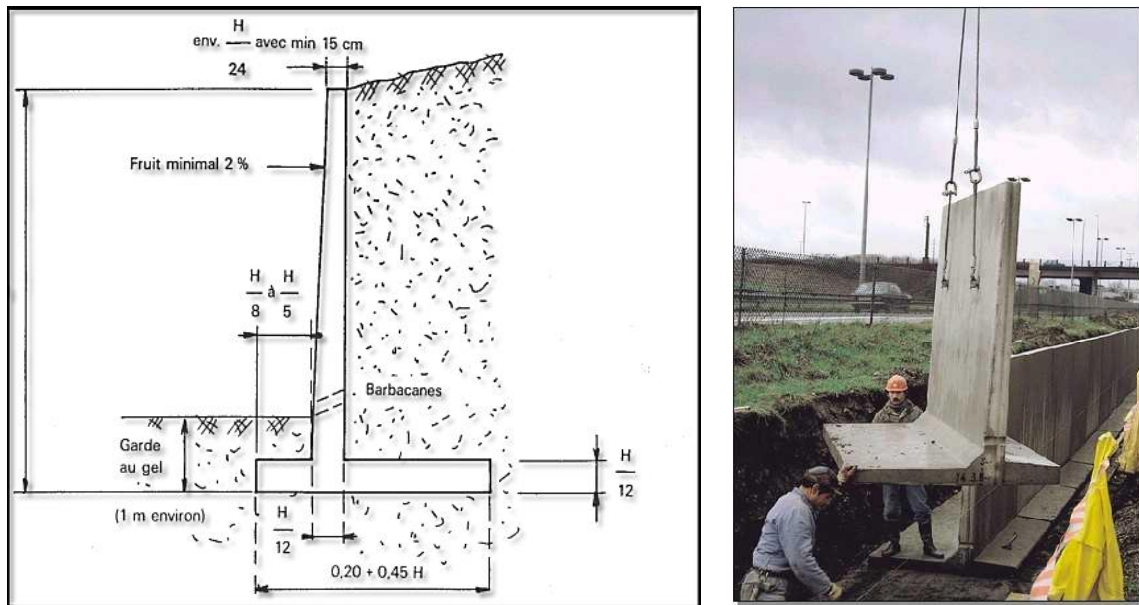 H
env. — avec min 15 cm
24
Fruit minimal 2 %
H à H
8 5
Barbacanes
Garde
au gel
(1 m environ)
H
12
H
12
0,20 + 0,45 H